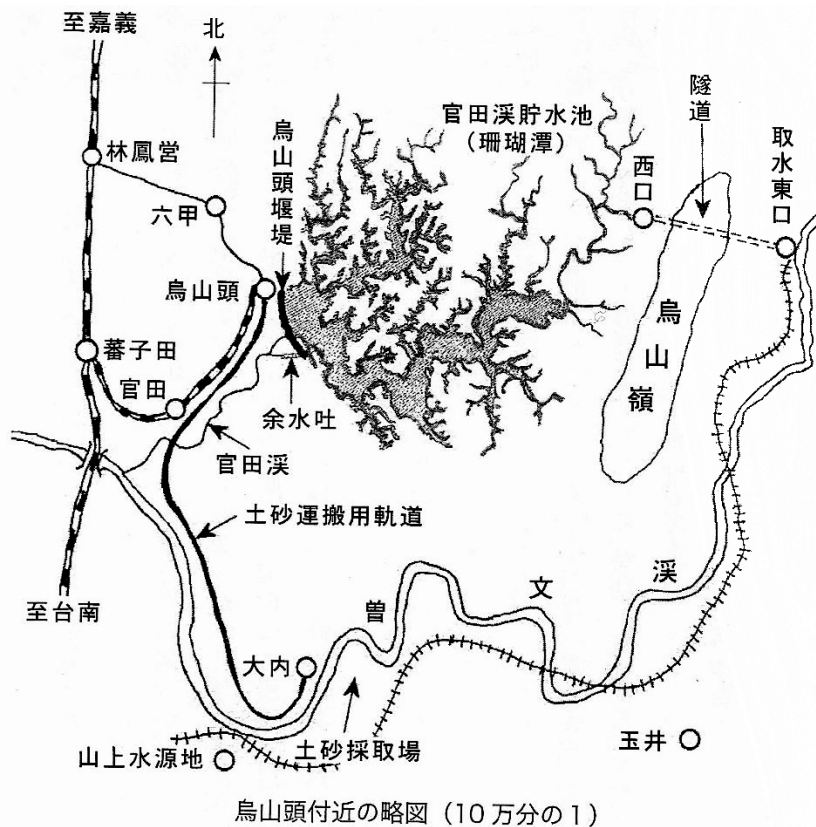 至嘉義
北
林鳳営
六甲
烏山頭堰堤
官田渓貯水池
(珊瑚潭)
隧道
西口
取水東口
烏山頭
烏山嶺
蕃子田
官田
余水吐
官田渓
土砂運搬用軌道
至台南
曽文渓
大内
土砂採取場
山上水源地
玉井
烏山頭付近の略図（10万分の1）